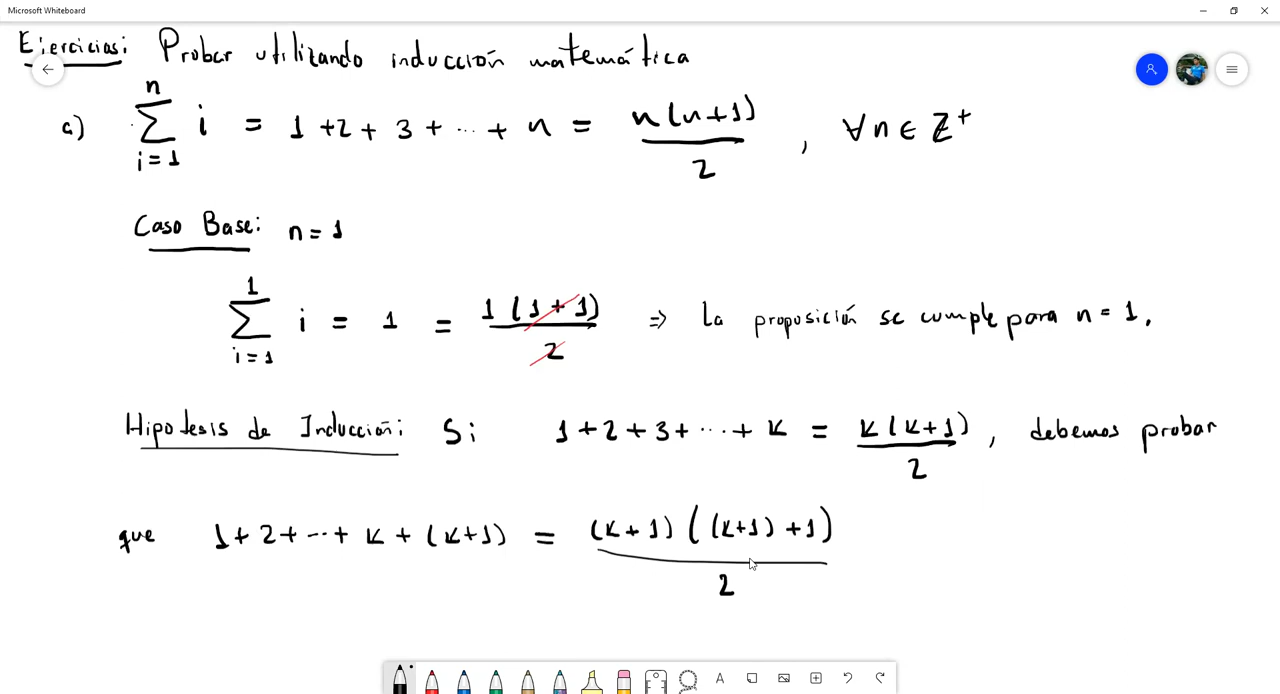 Microsoft Whiteboard
Ejercicios: Probar utilizando inducción matemática
a) ∑_{i=1}^{n} i = 1 + 2 + 3 + ... + n = n(n+1)/2 , ∀n ∈ Z⁺
Caso Base: n = 1
∑_{i=1}^{1} i = 1 = 1(1+1)/2 ⇒ La proposición se cumple para n = 1.
Hipotesis de Inducción: Si 1 + 2 + 3 + ... + K = K(K+1)/2 , debemos probar
que 1 + 2 + ... + K + (K+1) = (K+1)((K+1)+1)/2
A